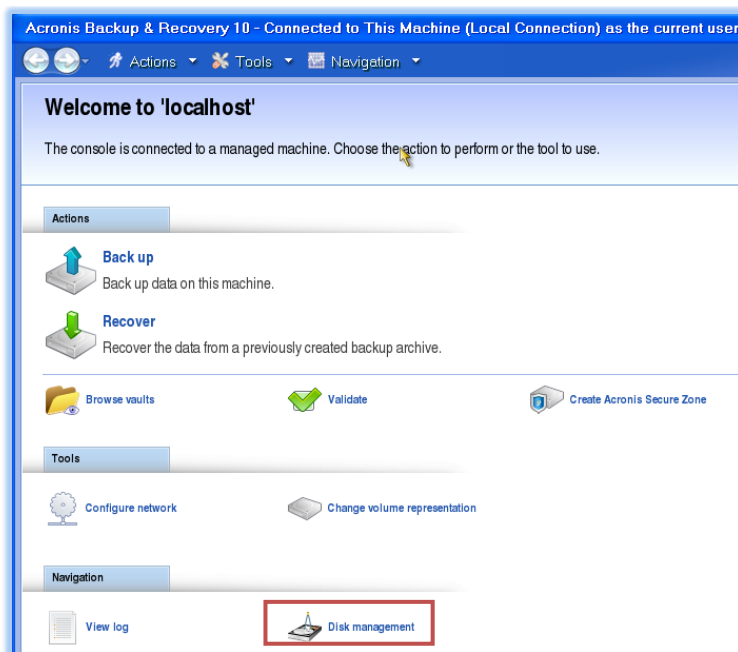 Acronis Backup & Recovery 10 - Connected to This Machine (Local Connection) as the current user
Actions Tools Navigation
Welcome to 'localhost'
The console is connected to a managed machine. Choose the action to perform or the tool to use.
Actions
Back up
Back up data on this machine.
Recover
Recover the data from a previously created backup archive.
Browse vaults Validate Create Acronis Secure Zone
Tools
Configure network Change volume representation
Navigation
View log Disk management